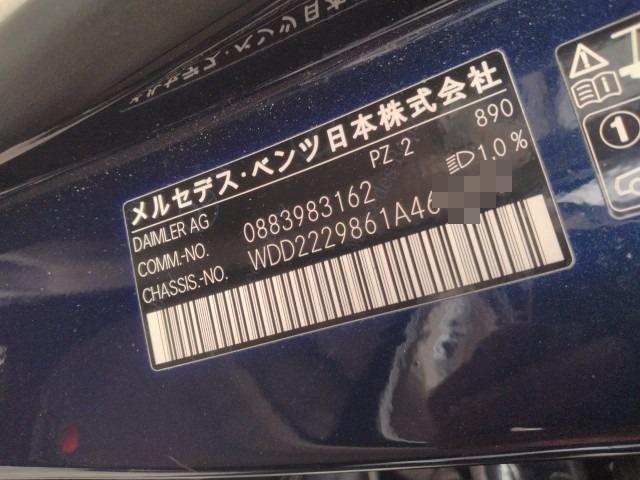 メルセデス・ベンツ日本株式会社
DAIMLER AG PZ 2 890
COMM.-NO. 0883983162 1.0 %
CHASSIS.-NO. WDD2229861A46
1